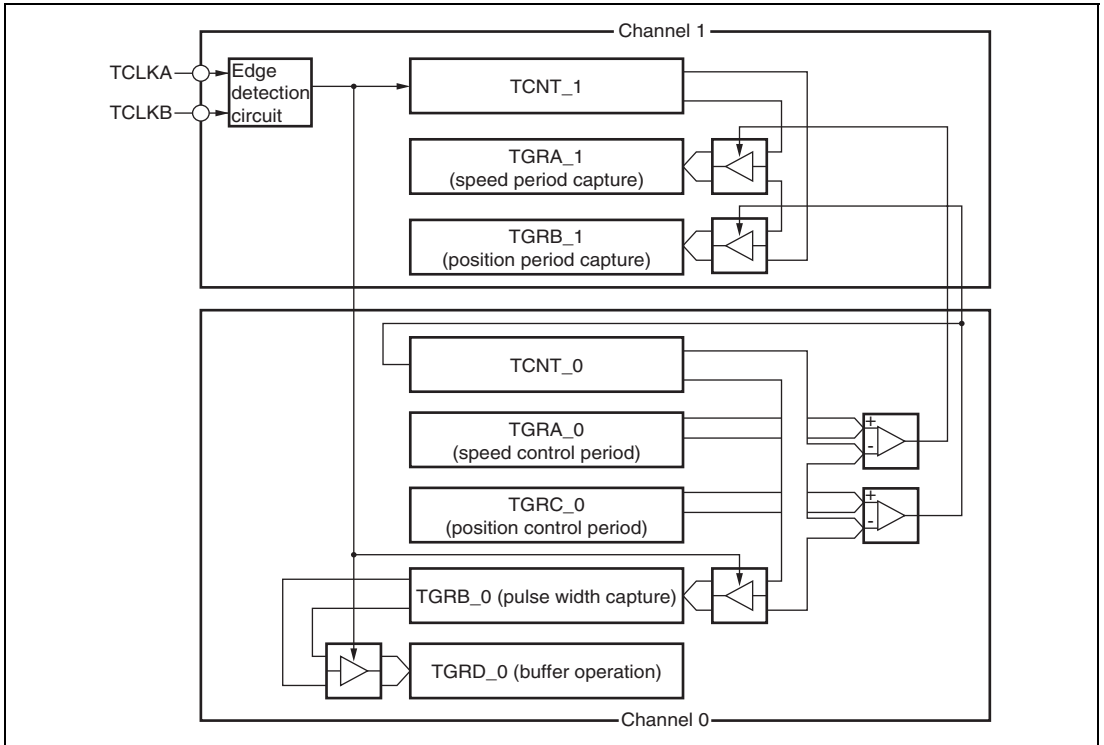 Channel 1
TCLKA
TCLKB
Edge
detection
circuit
TCNT_1
TGRA_1
(speed period capture)
TGRB_1
(position period capture)
TCNT_0
TGRA_0
(speed control period)
+
-
TGRC_0
(position control period)
+
-
TGRB_0 (pulse width capture)
TGRD_0 (buffer operation)
Channel 0